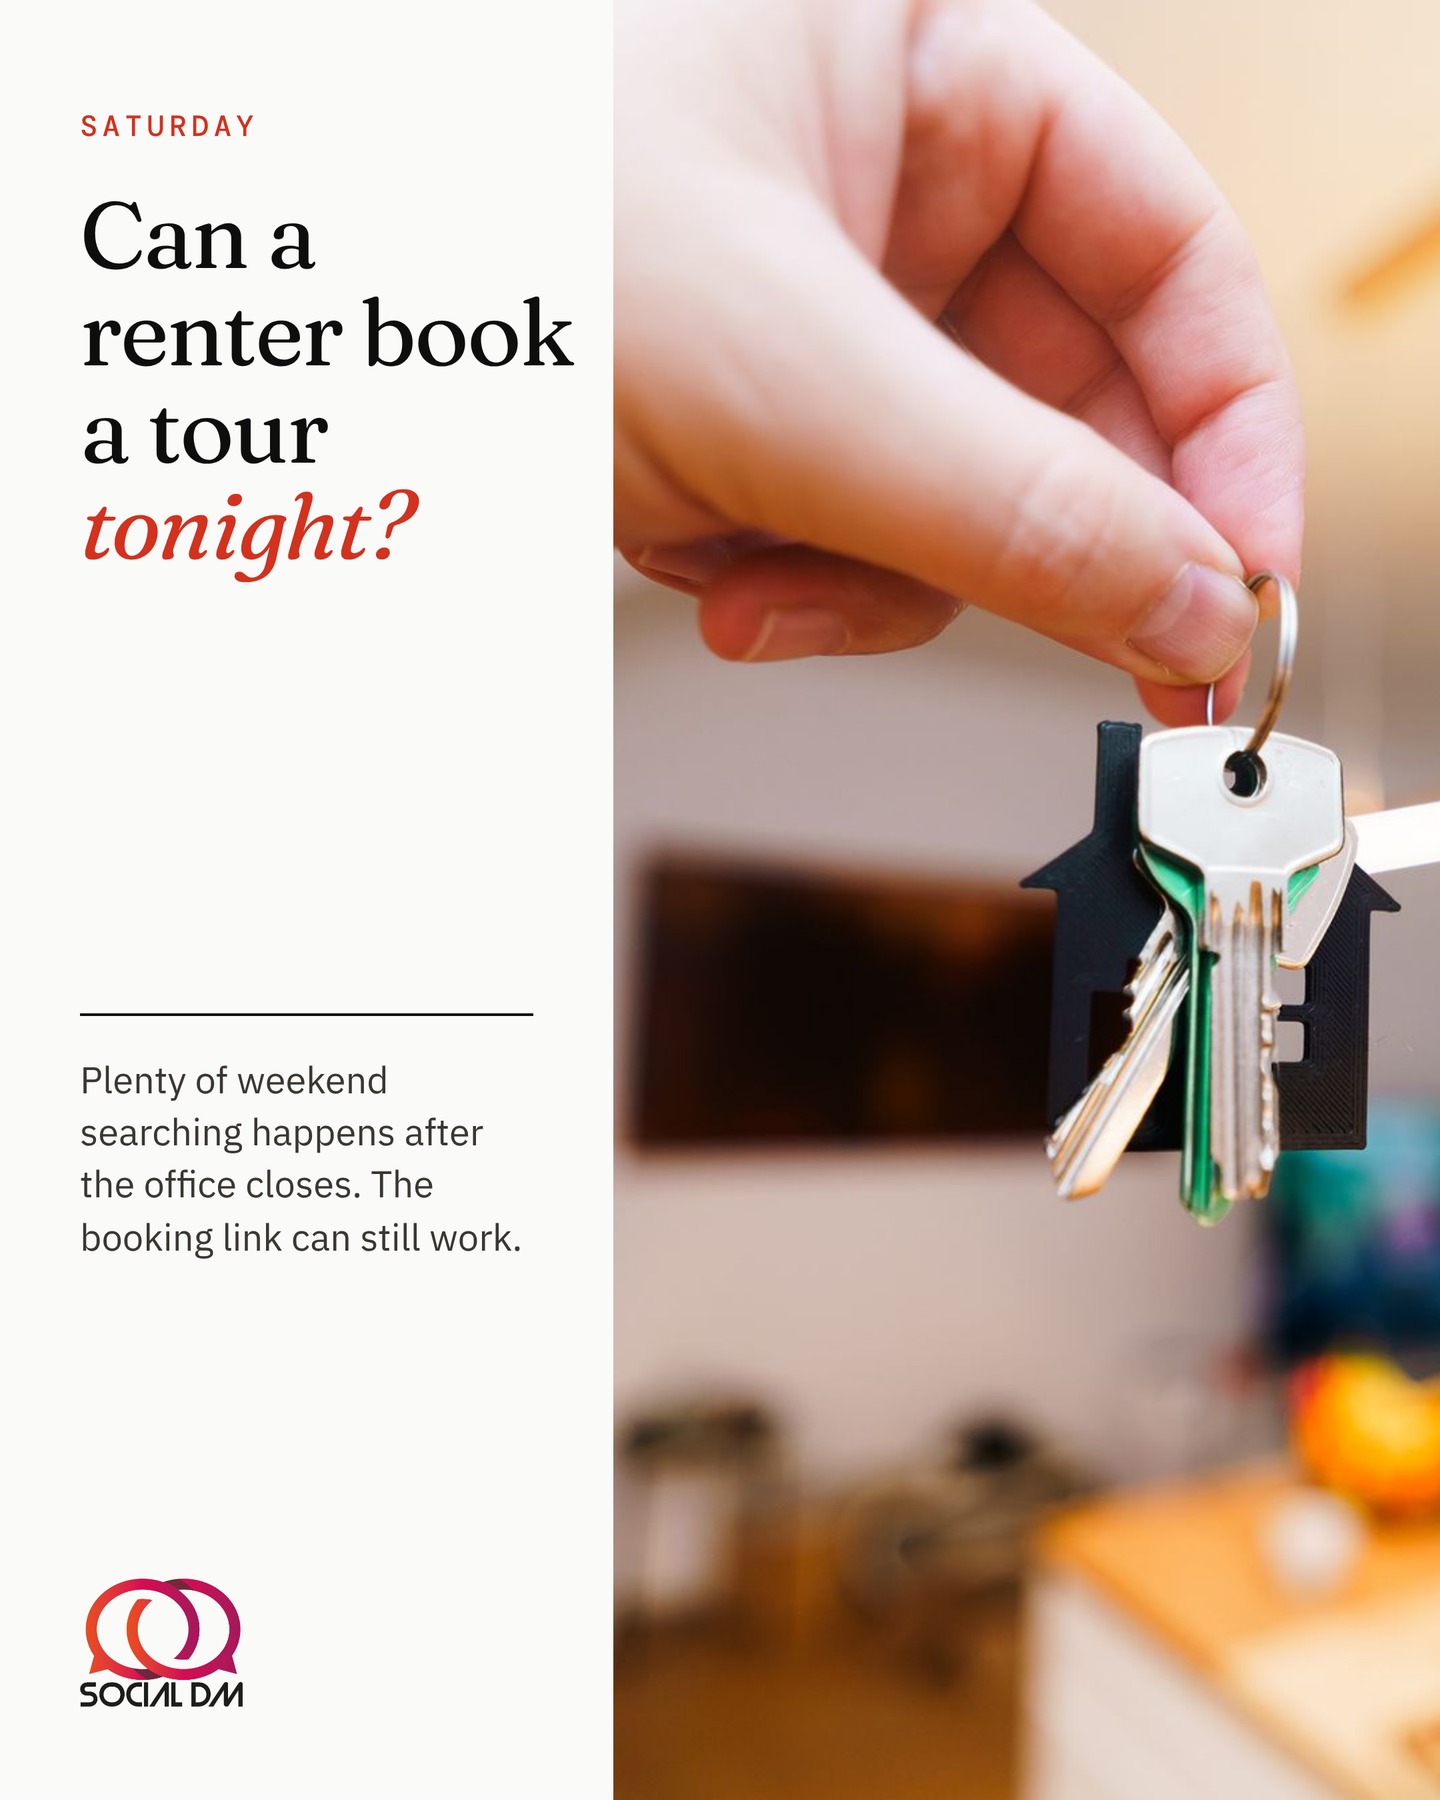 SATURDAY
Can a
renter book
a tour
tonight?
Plenty of weekend
searching happens after
the office closes. The
booking link can still work.
SOCIAL DM